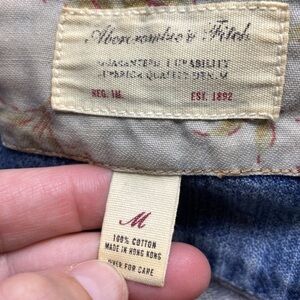 Abercrombie & Fitch
GUARANTEED DURABILITY
SUPERIOR QUALITY DENIM
REG. TM. EST. 1892
M
100% COTTON
MADE IN HONG KONG
OVER FOR CARE